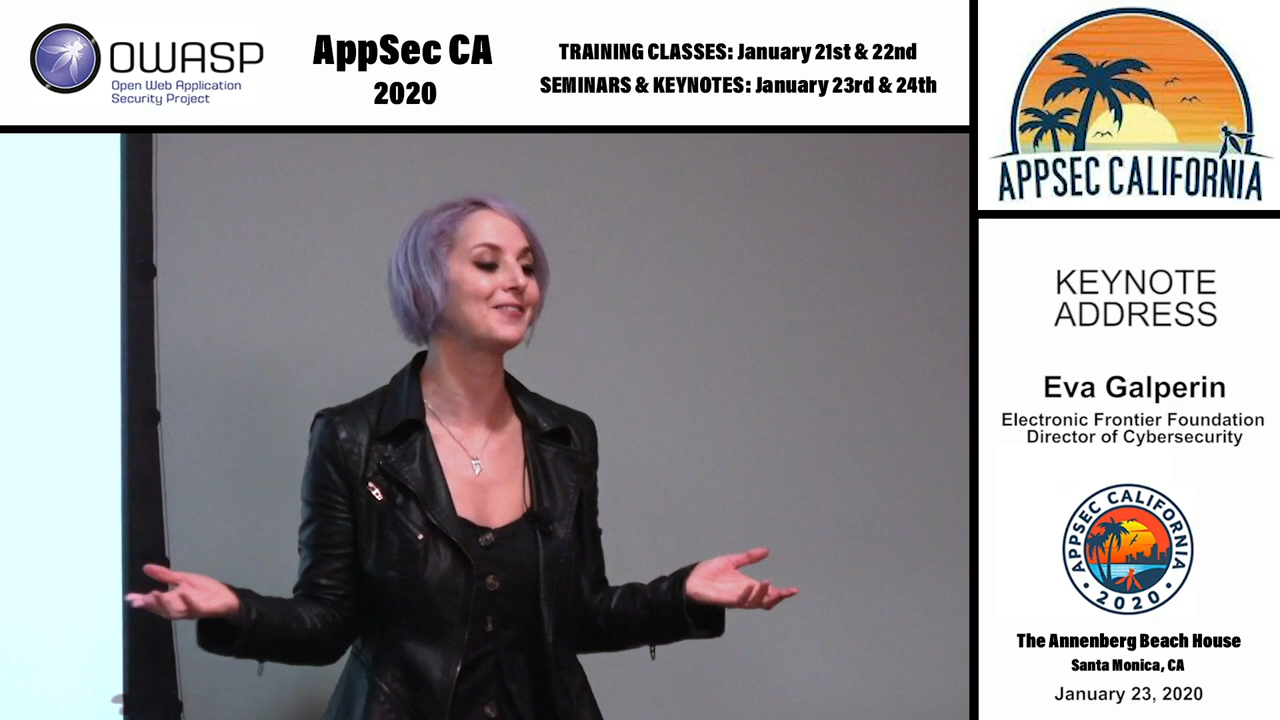 OWASP
Open Web Application
Security Project
AppSec CA
2020
TRAINING CLASSES: January 21st & 22nd
SEMINARS & KEYNOTES: January 23rd & 24th
APPSEC CALIFORNIA
KEYNOTE
ADDRESS
Eva Galperin
Electronic Frontier Foundation
Director of Cybersecurity
APPSEC CALIFORNIA
• 2020 •
The Annenberg Beach House
Santa Monica, CA
January 23, 2020